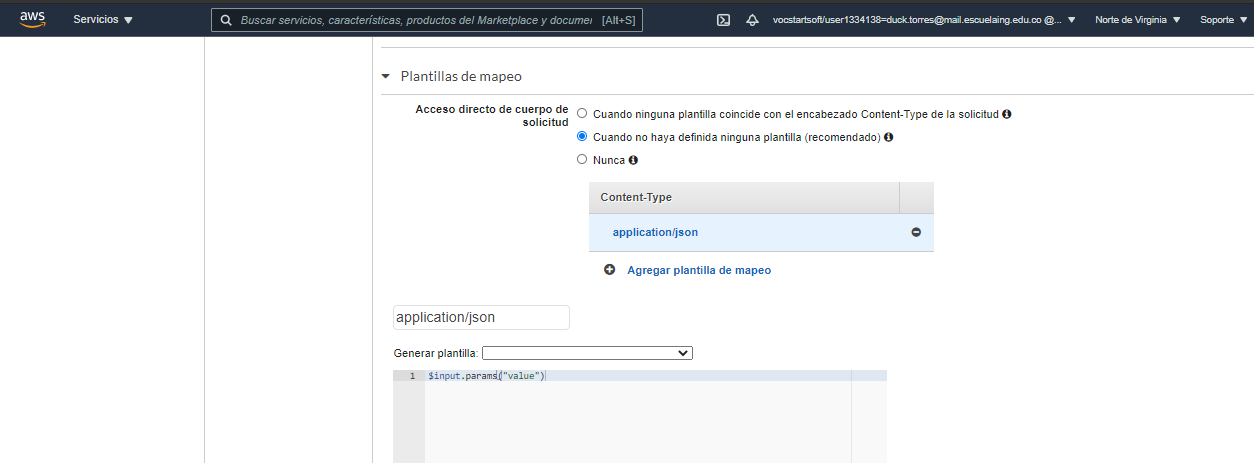 aws Servicios Buscar servicios, características, productos del Marketplace y documen [Alt+S] vocstartsoft/user1334138=duck.torres@mail.escuelaing.edu.co @... Norte de Virginia Soporte
Plantillas de mapeo
Acceso directo de cuerpo de
solicitud
Cuando ninguna plantilla coincide con el encabezado Content-Type de la solicitud
Cuando no haya definida ninguna plantilla (recomendado)
Nunca
Content-Type
application/json
Agregar plantilla de mapeo
application/json
Generar plantilla:
1 $input.params("value")